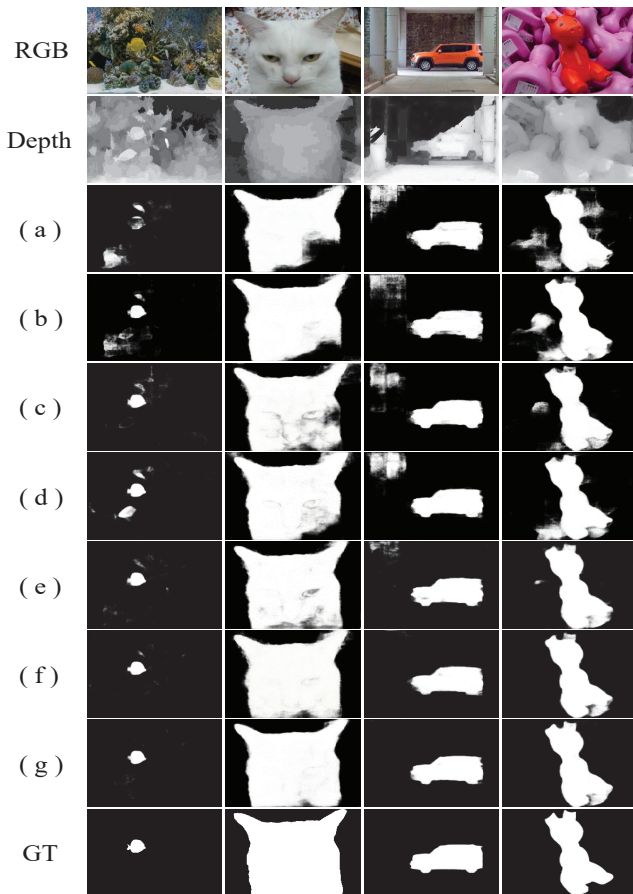 RGB
Depth
( a )
( b )
( c )
( d )
( e )
( f )
( g )
GT